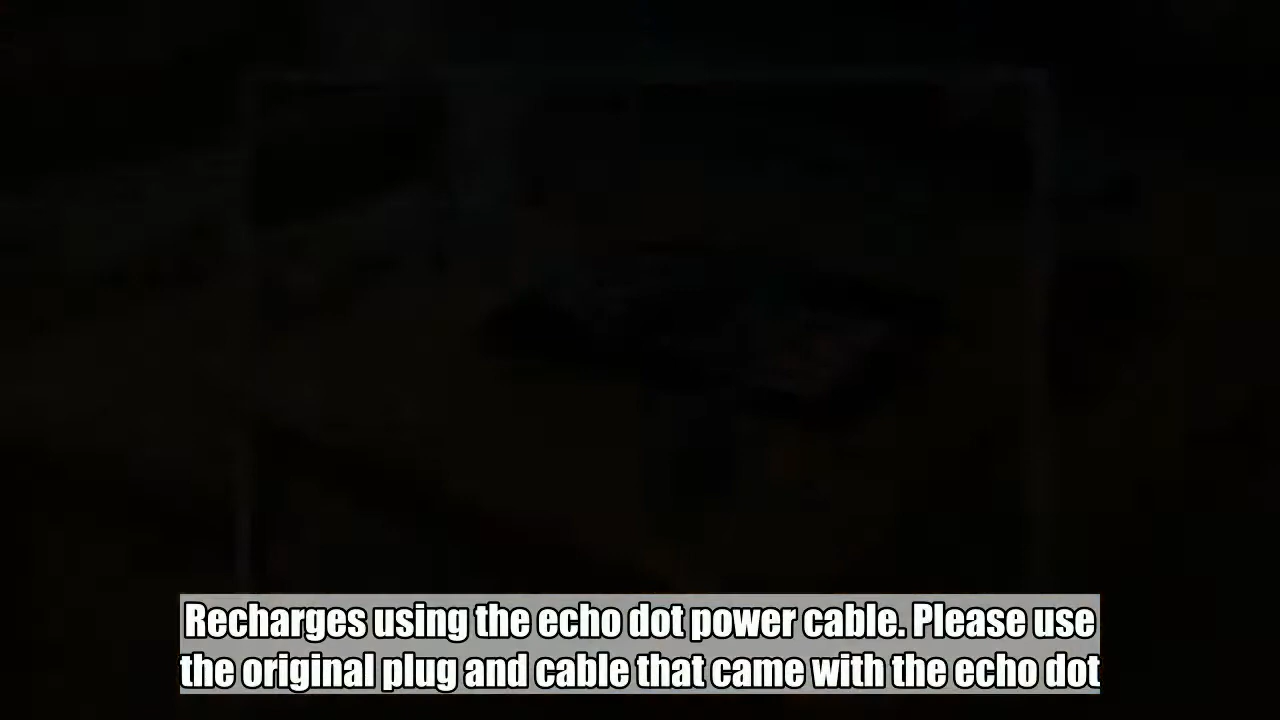 Recharges using the echo dot power cable. Please use
the original plug and cable that came with the echo dot